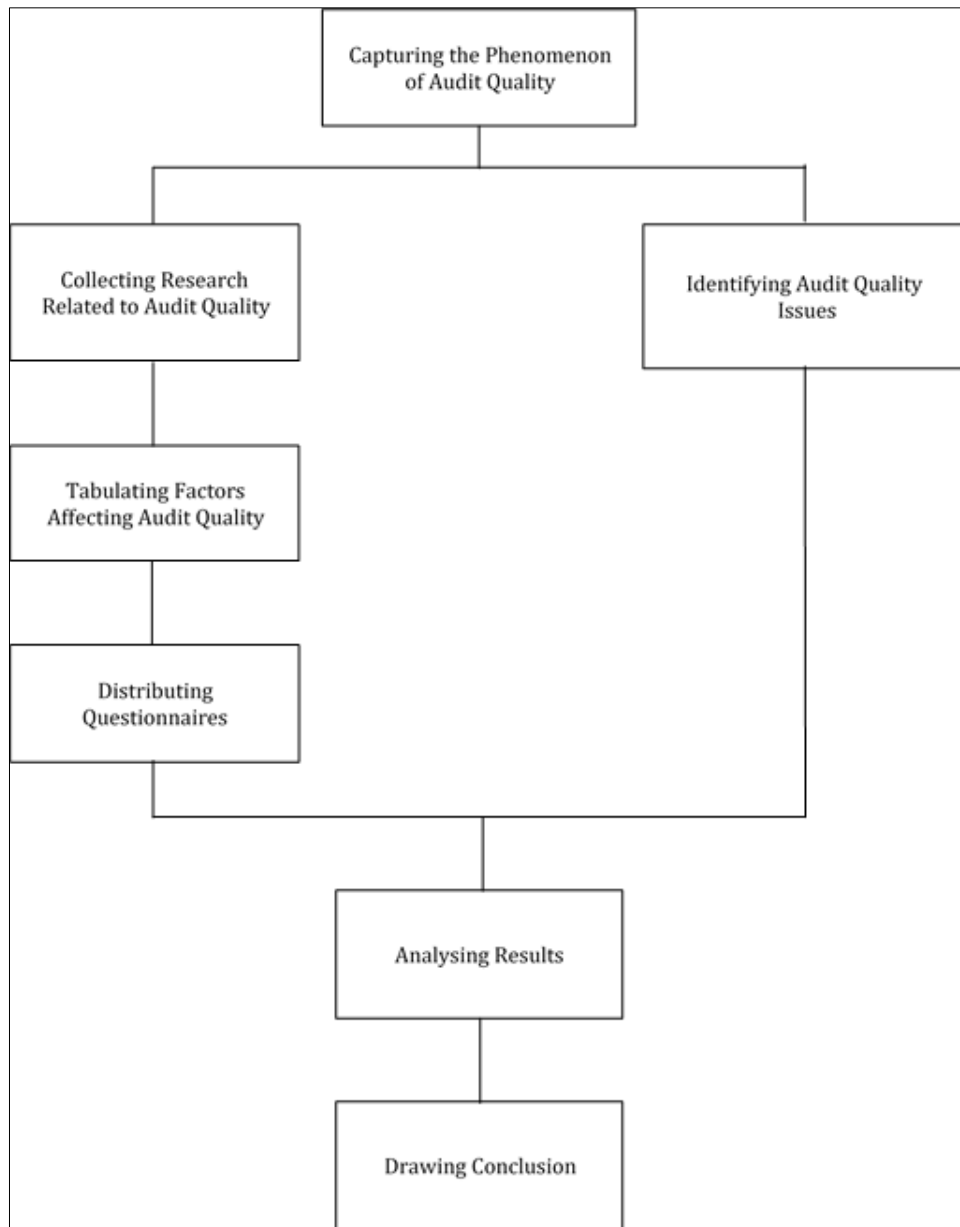 Capturing the Phenomenon
of Audit Quality
Collecting Research
Related to Audit Quality
Identifying Audit Quality
Issues
Tabulating Factors
Affecting Audit Quality
Distributing
Questionnaires
Analysing Results
Drawing Conclusion